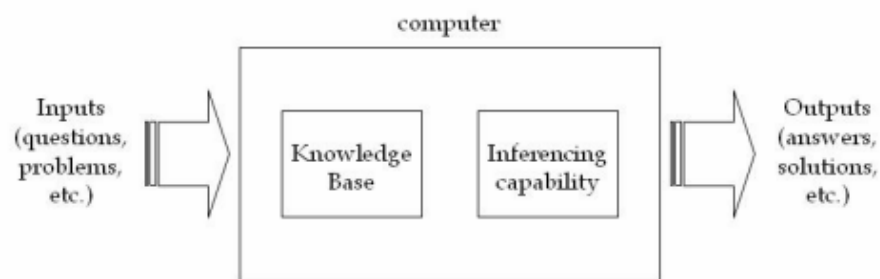 computer
Inputs
(questions,
problems,
etc.)
Knowledge
Base
Inferencing
capability
Outputs
(answers,
solutions,
etc.)